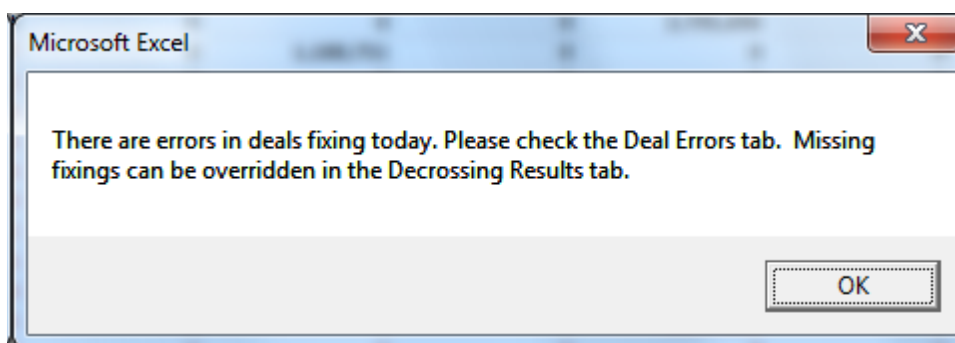 Microsoft Excel
There are errors in deals fixing today. Please check the Deal Errors tab.  Missing
fixings can be overridden in the Decrossing Results tab.
OK